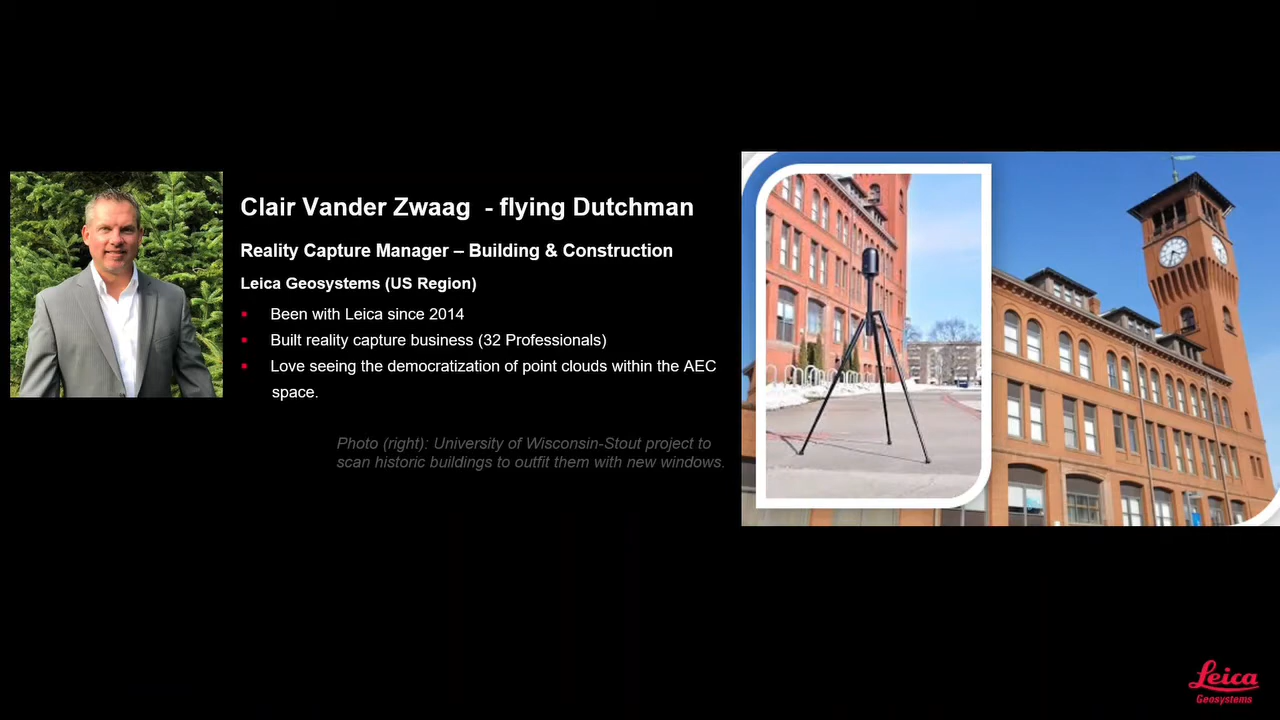 Clair Vander Zwaag - flying Dutchman
Reality Capture Manager – Building & Construction
Leica Geosystems (US Region)
▪ Been with Leica since 2014
▪ Built reality capture business (32 Professionals)
▪ Love seeing the democratization of point clouds within the AEC
space.
Photo (right): University of Wisconsin-Stout project to
scan historic buildings to outfit them with new windows.
Leica
Geosystems